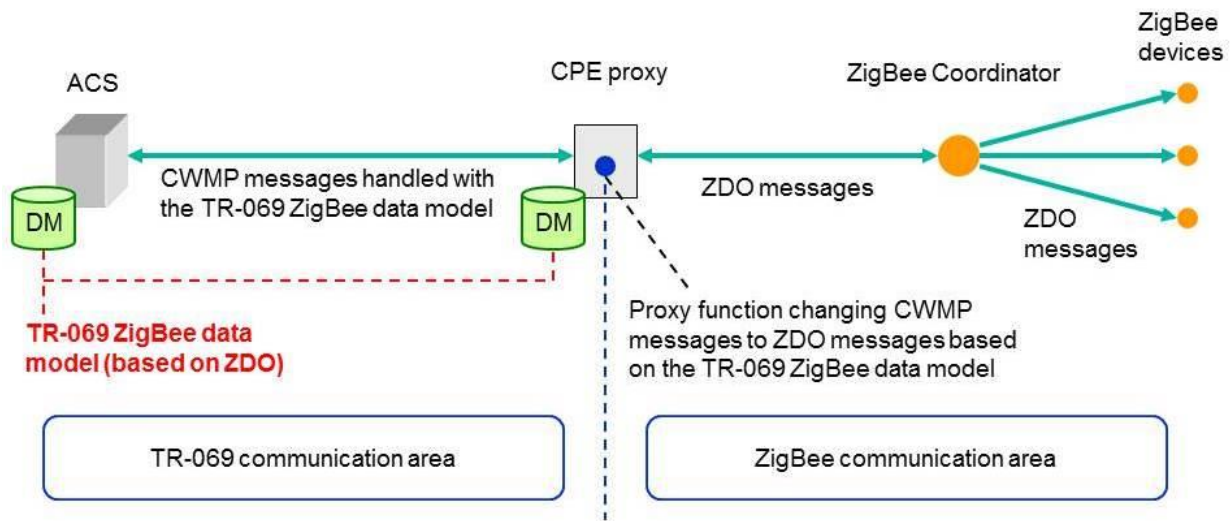 ZigBee
devices
CPE proxy
ZigBee Coordinator
ACS
CWMP messages handled with
the TR-069 ZigBee data model
ZDO messages
DM
DM
ZDO
messages
TR-069 ZigBee data
model (based on ZDO)
Proxy function changing CWMP
messages to ZDO messages based
on the TR-069 ZigBee data model
TR-069 communication area
ZigBee communication area